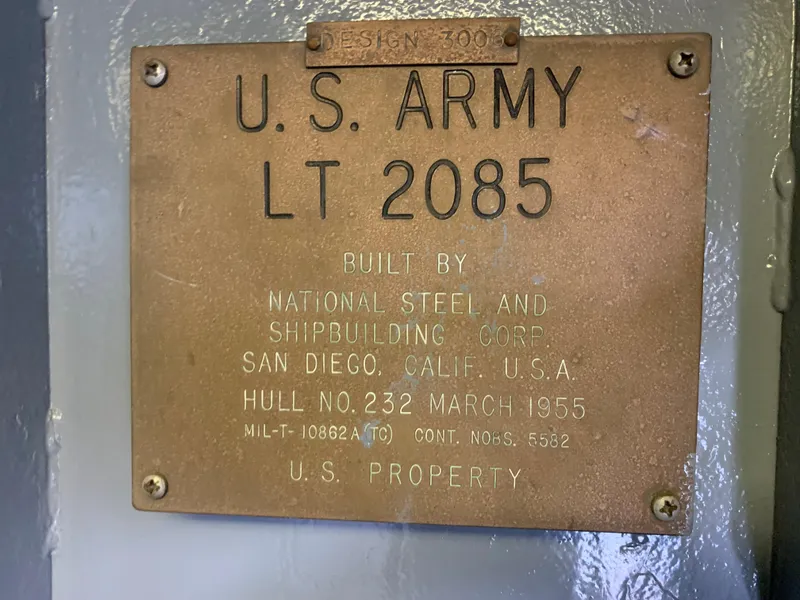 DESIGN 3006
U.S. ARMY
LT 2085
BUILT BY
NATIONAL STEEL AND
SHIPBUILDING CORP.
SAN DIEGO, CALIF. U.S.A.
HULL NO. 232 MARCH 1955
MIL-T-10862A (TC) CONT. NOBS. 5582
U.S. PROPERTY